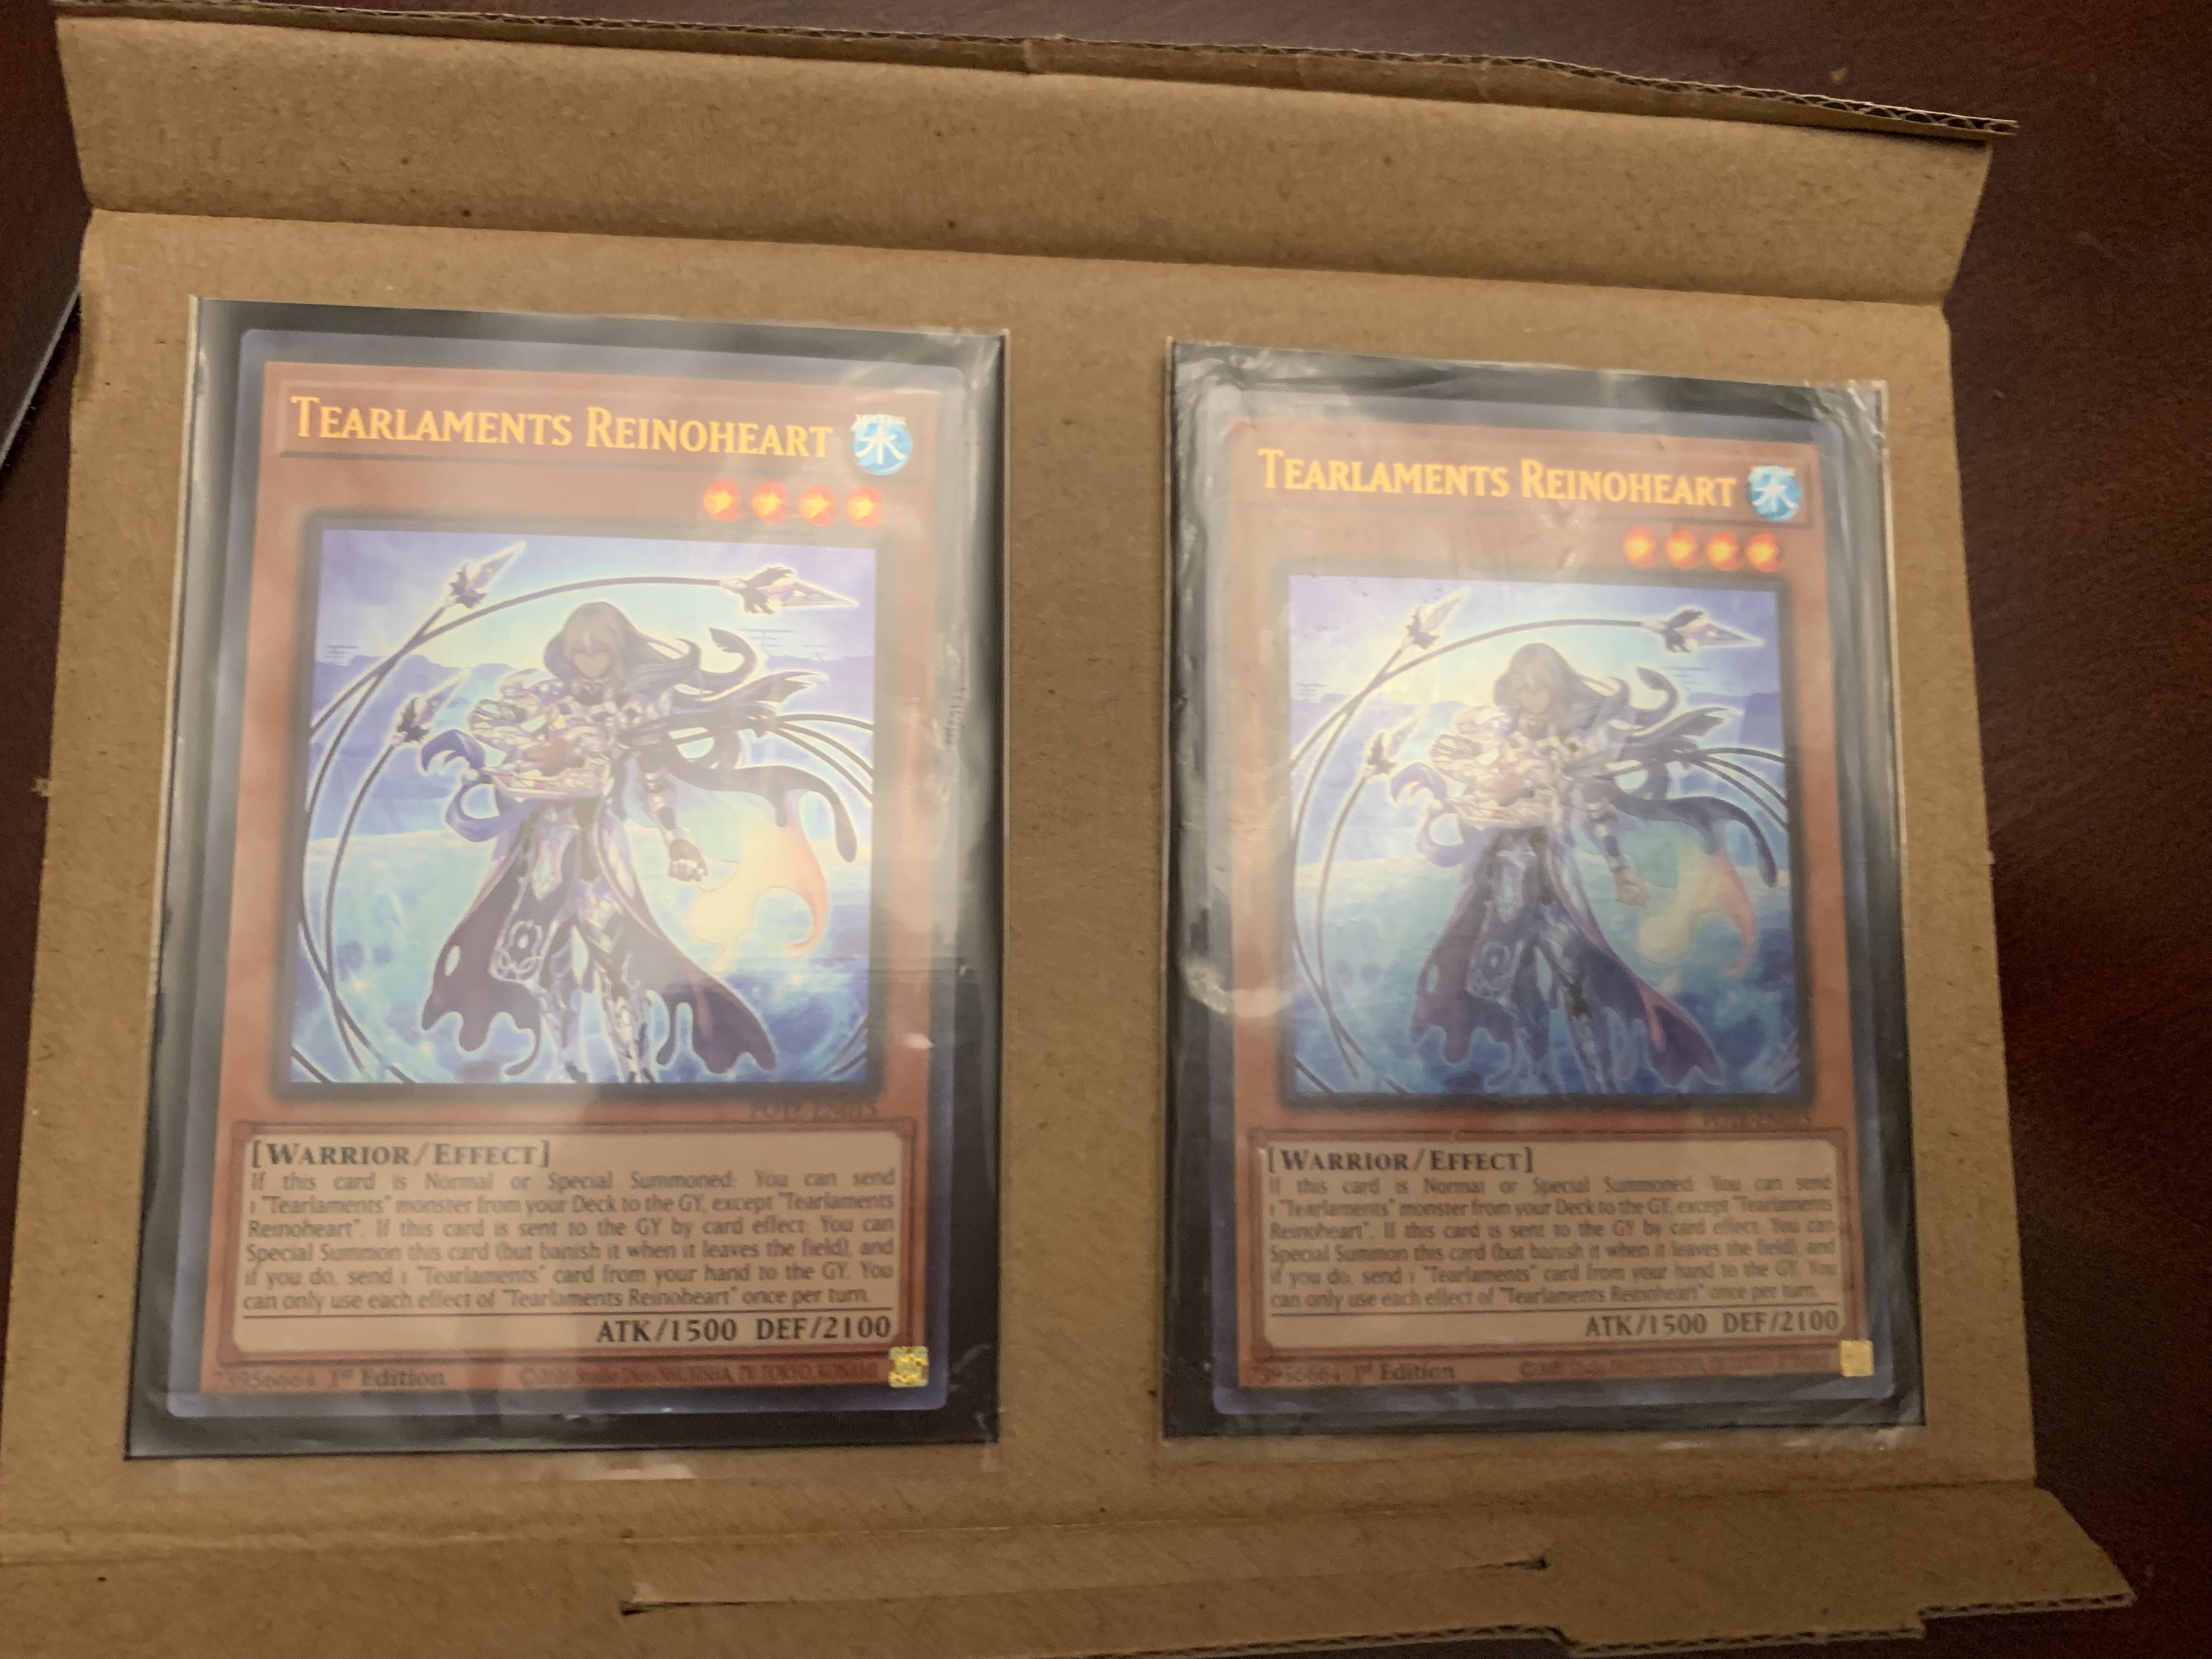 TEARLAMENTS REINOHEART
WATER
水
POTE-EN015
[WARRIOR/EFFECT]
If this card is Normal or Special Summoned: You can send
1 "Tearlaments" monster from your Deck to the GY, except "Tearlaments
Reinoheart". If this card is sent to the GY by card effect: You can
Special Summon this card (but banish it when it leaves the field), and
if you do, send 1 "Tearlaments" card from your hand to the GY. You
can only use each effect of "Tearlaments Reinoheart" once per turn.
ATK/1500 DEF/2100
73956664 1st Edition
TEARLAMENTS REINOHEART
水
[WARRIOR/EFFECT]
If this card is Normal or Special Summoned: You can send
1 "Tearlaments" monster from your Deck to the GY, except "Tearlaments
Reinoheart". If this card is sent to the GY by card effect: You can
Special Summon this card (but banish it when it leaves the field), and
if you do, send 1 "Tearlaments" card from your hand to the GY. You
can only use each effect of "Tearlaments Reinoheart" once per turn.
ATK/1500 DEF/2100
73956664 1st Edition